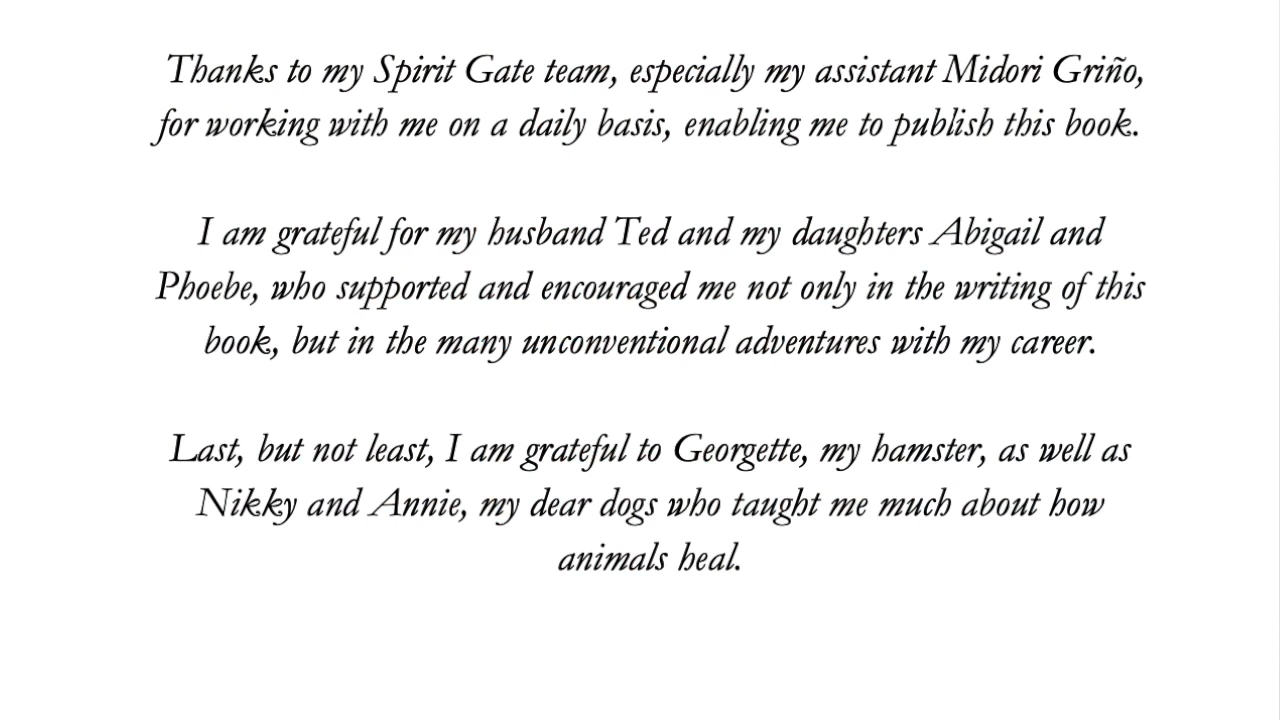 Thanks to my Spirit Gate team, especially my assistant Midori Griño,
for working with me on a daily basis, enabling me to publish this book.
I am grateful for my husband Ted and my daughters Abigail and
Phoebe, who supported and encouraged me not only in the writing of this
book, but in the many unconventional adventures with my career.
Last, but not least, I am grateful to Georgette, my hamster, as well as
Nikky and Annie, my dear dogs who taught me much about how
animals heal.